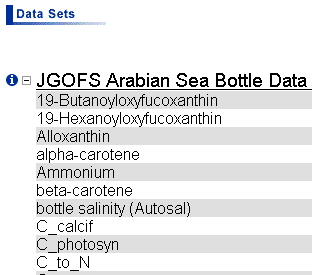 Data Sets
JGOFS Arabian Sea Bottle Data
19-Butanoyloxyfucoxanthin
19-Hexanoyloxyfucoxanthin
Alloxanthin
alpha-carotene
Ammonium
beta-carotene
bottle salinity (Autosal)
C_calcif
C_photosyn
C_to_N